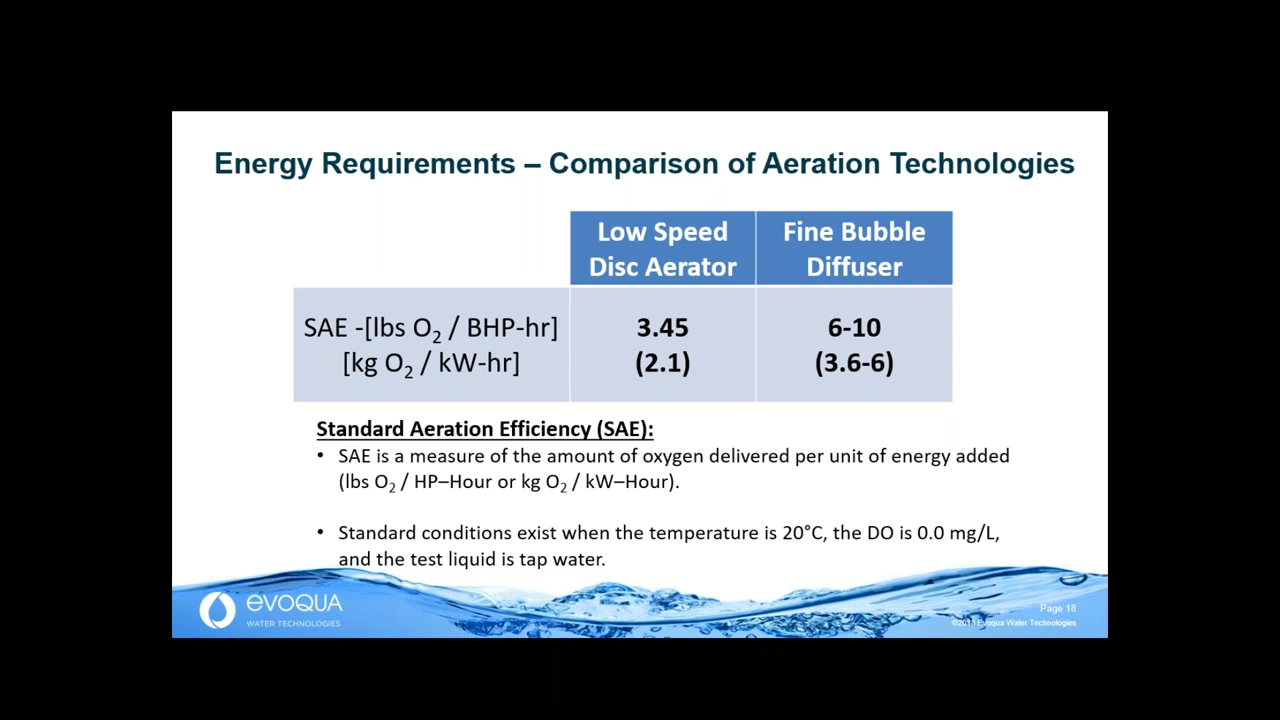 Energy Requirements – Comparison of Aeration Technologies
Low Speed
Disc Aerator
Fine Bubble
Diffuser
SAE -[lbs O₂ / BHP-hr]
[kg O₂ / kW-hr]
3.45
(2.1)
6-10
(3.6-6)
Standard Aeration Efficiency (SAE):
• SAE is a measure of the amount of oxygen delivered per unit of energy added
(lbs O₂ / HP–Hour or kg O₂ / kW–Hour).
• Standard conditions exist when the temperature is 20°C, the DO is 0.0 mg/L,
and the test liquid is tap water.
evoqua
WATER TECHNOLOGIES
Page 18
©2018 Evoqua Water Technologies